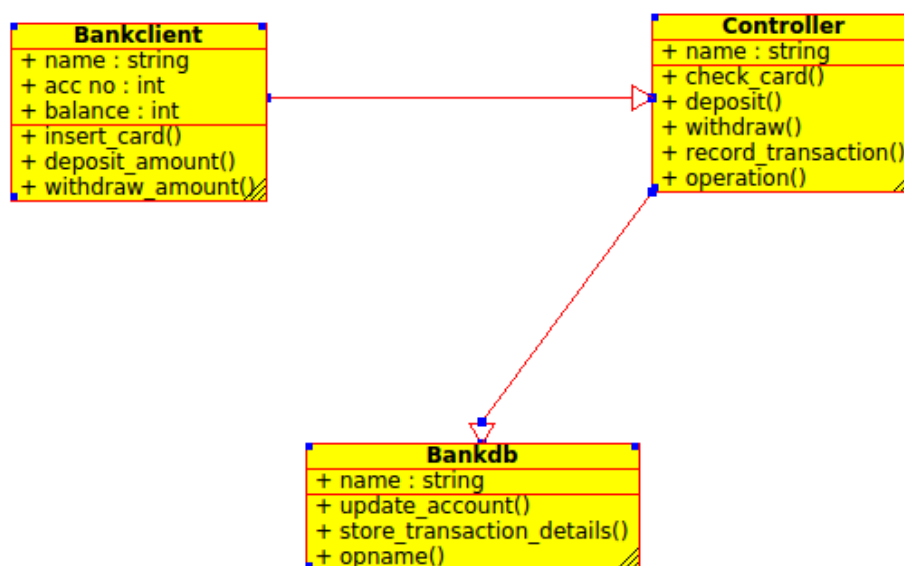 Bankclient
+ name : string
+ acc no : int
+ balance : int
+ insert_card()
+ deposit_amount()
+ withdraw_amount()
Controller
+ name : string
+ check_card()
+ deposit()
+ withdraw()
+ record_transaction()
+ operation()
Bankdb
+ name : string
+ update_account()
+ store_transaction_details()
+ opname()